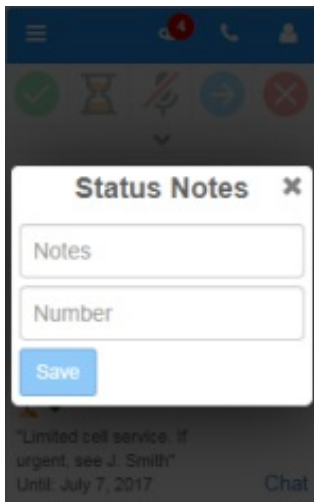 4
Status Notes
Notes
Number
Save
"Limited cell service. If
urgent, see J. Smith"
Until: July 7, 2017
Chat